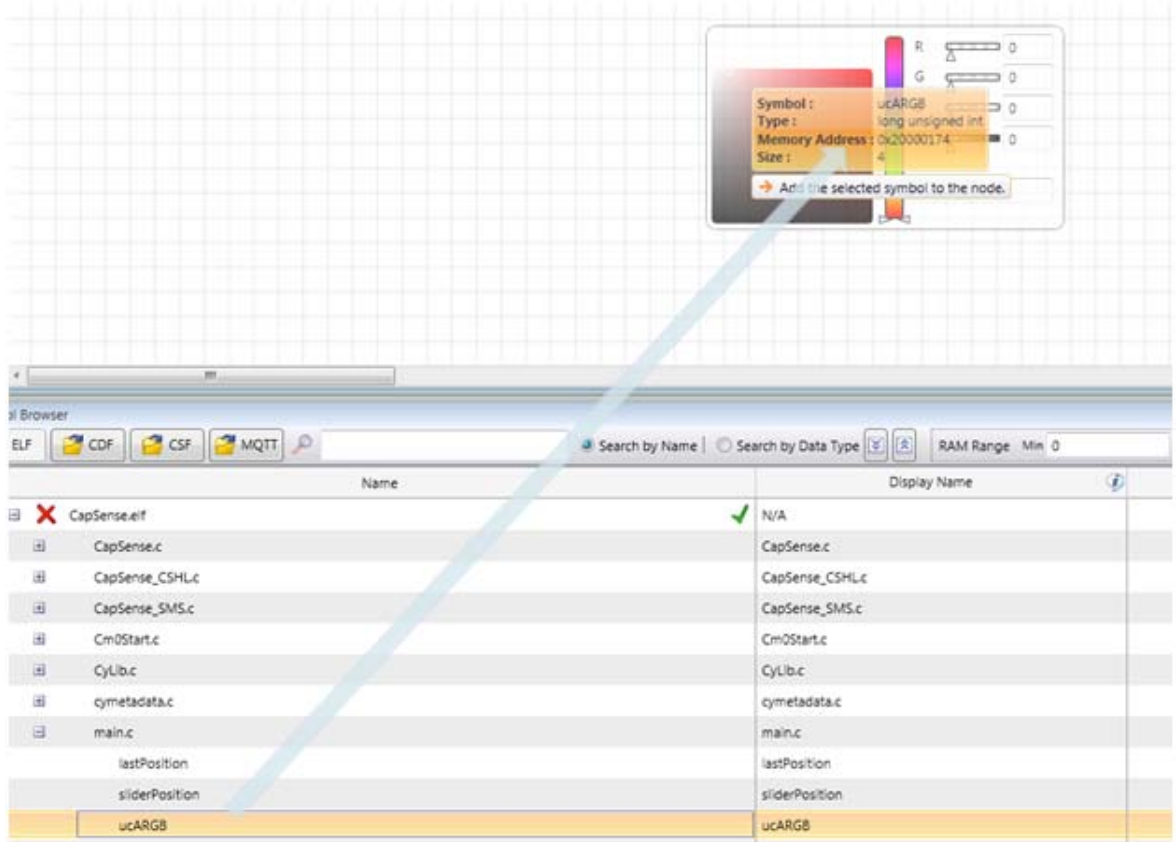 R 0
G 0
0
0
Symbol : ucARGB
Type : long unsigned int
Memory Address : 0x20000174
Size : 4
Add the selected symbol to the node.
ol Browser
ELF CDF CSF MQTT Search by Name Search by Data Type RAM Range Min 0
Name Display Name
CapSense.elf N/A
CapSense.c CapSense.c
CapSense_CSHL.c CapSense_CSHL.c
CapSense_SMS.c CapSense_SMS.c
Cm0Start.c Cm0Start.c
CyLib.c CyLib.c
cymetadata.c cymetadata.c
main.c main.c
lastPosition lastPosition
sliderPosition sliderPosition
ucARGB ucARGB